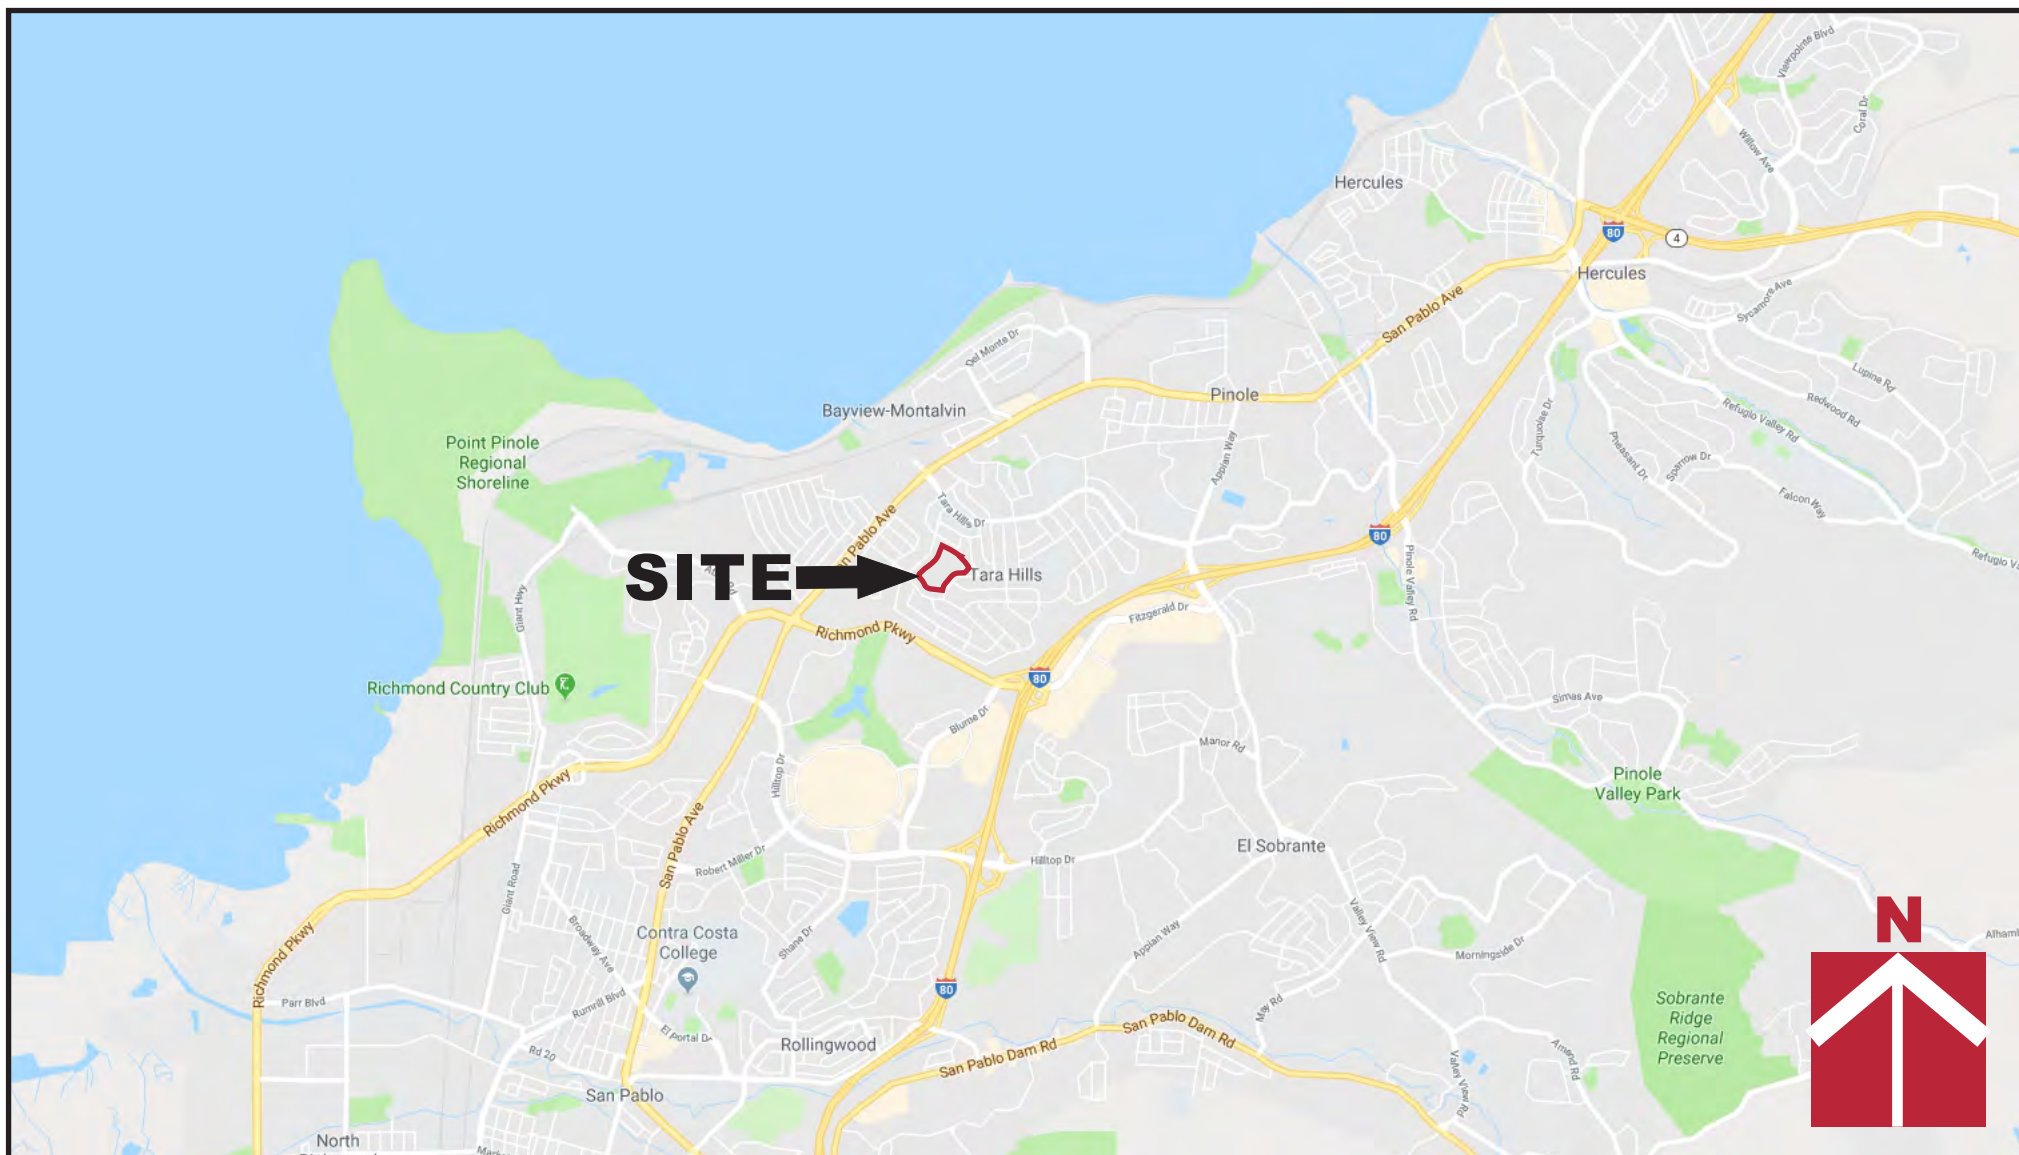 Viewpointe Blvd
Coral Dr
Willow Ave
Hercules
80
4
Hercules
Sycamore Ave
San Pablo Ave
Del Monte Dr
Lupine Rd
Redwood Rd
Refugio Valley Rd
Pinole
Bayview-Montalvin
Turquoise Dr
Pheasant Dr
Sparrow Dr
Falcon Way
Point Pinole
Regional
Shoreline
Appian Way
Tara Hills Dr
80
Refugio V
an Pablo Ave
SITE
Tara Hills
Giant Hwy
Pinole Valley Rd
Fitzgerald Dr
Richmond Pkwy
Richmond Country Club
80
Simas Ave
Blume Dr
Manor Rd
Hilltop Dr
Pinole
Valley Park
Richmond Pkwy
San Pablo Ave
El Sobrante
Robert Miller Dr
Hilltop Dr
Giant Road
N
Valley View Rd
Broadway Ave
Contra Costa
College
Shane Dr
Appian Way
Morningside Dr
Alhamb
Richmond Pkwy
80
Parr Blvd
Rumrill Blvd
May Rd
Sobrante
Ridge
Regional
Preserve
El Portal D
San Pablo Dam Rd
Rollingwood
San Pablo Dam Rd
Rd 20
Amend Rd
Valley View Rd
San Pablo
North